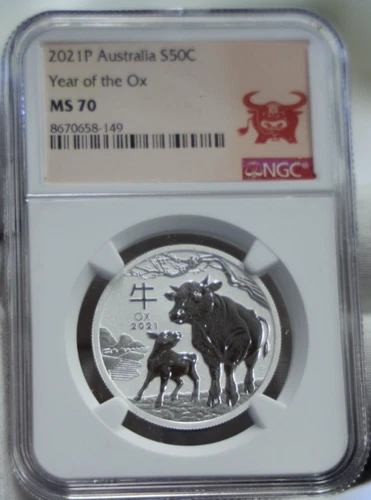 2021P Australia S50C
Year of the Ox
MS 70
8670658-149
NGC
牛
OX
2021